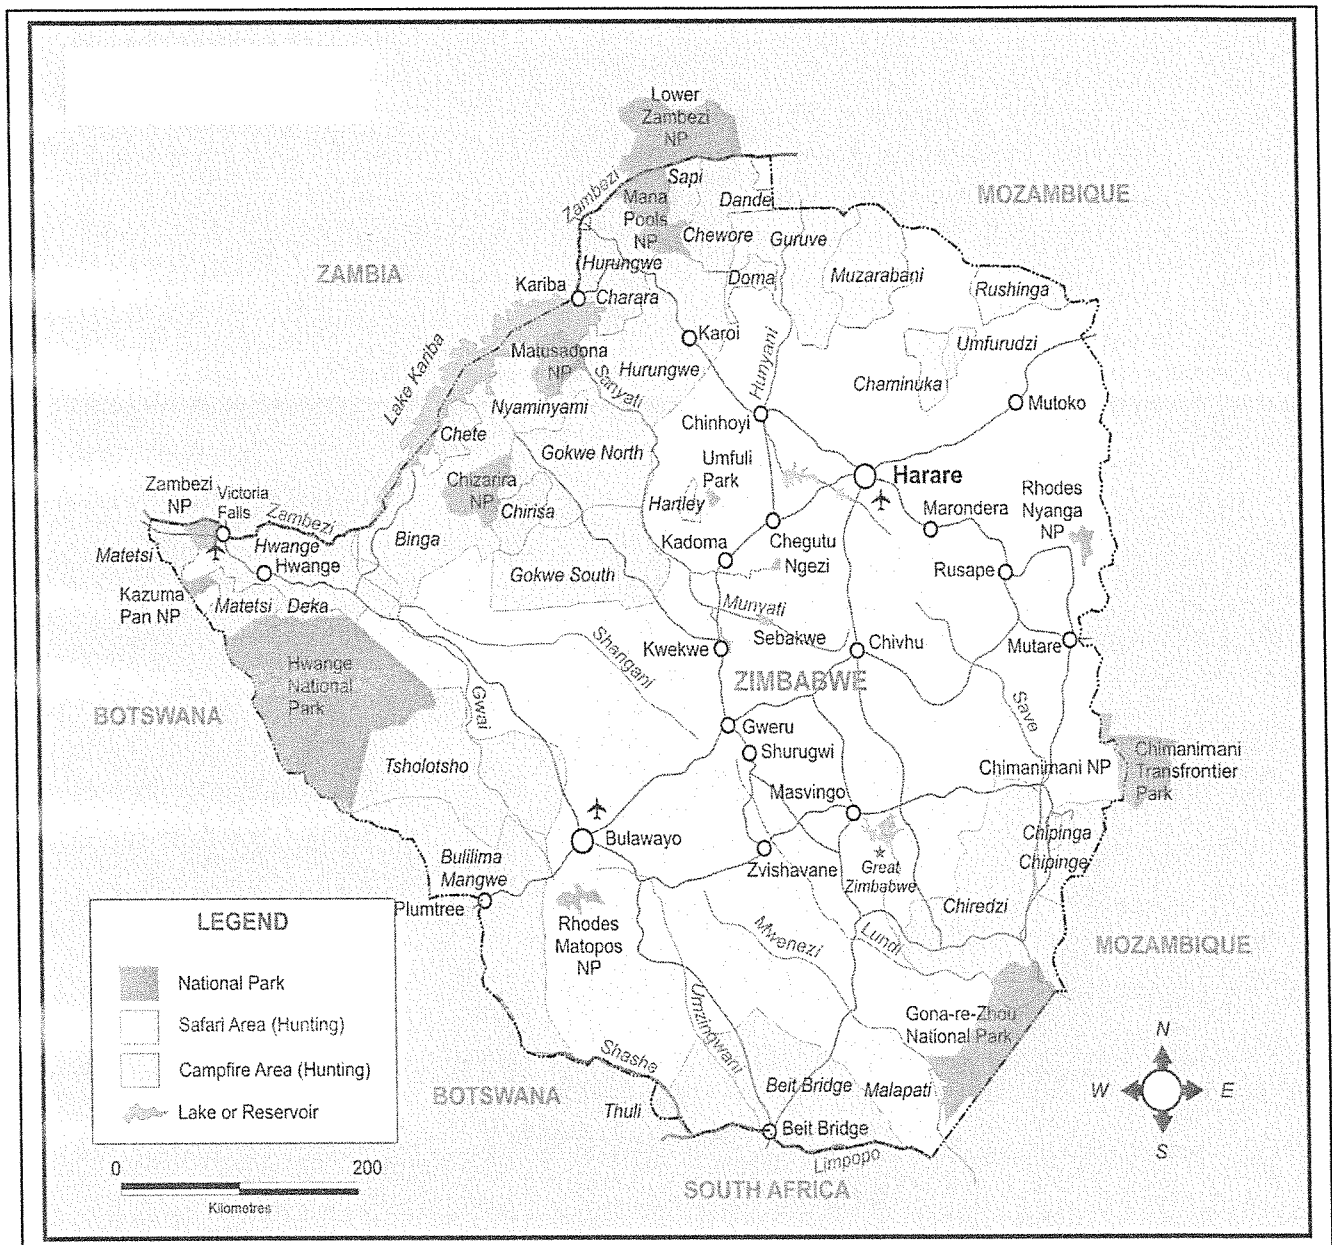 Lower
Zambezi
NP
Zambezi
Sapi
Mana
Pools
NP
Dande
MOZAMBIQUE
Chewore
Guruve
ZAMBIA
Hurungwe
Doma
Muzarabani
Rushinga
Kariba
Charara
Karoi
Umfurudzi
Lake Kariba
Matusadona
NP
Hurungwe
Hunyani
Chaminuka
Sanyati
Nyaminyami
Mutoko
Chinhoyi
Chete
Gokwe North
Umfuli
Park
Harare
Chizarira
NP
Zambezi
NP
Victoria
Falls
Zambezi
Hartley
Chirisa
Marondera
Rhodes
Nyanga
NP
Matetsi
Hwange
Hwange
Binga
Kadoma
Chegutu
Ngezi
Rusape
Kazuma
Pan NP
Matetsi
Deka
Gokwe South
Munyati
Sebakwe
Shangani
Kwekwe
Chivhu
Mutare
Hwange
National
Park
ZIMBABWE
Save
BOTSWANA
Gwai
Gweru
Shurugwi
Chimanimani
Transfrontier
Park
Tsholotsho
Chimanimani NP
Masvingo
Bulawayo
Chipinga
Chipinge
Bulilima
Mangwe
Zvishavane
Great
Zimbabwe
Plumtree
Chiredzi
Rhodes
Matopos
NP
Mwenezi
Lundi
MOZAMBIQUE
Umzingwani
Gona-re-Zhou
National Park
Shashe
BOTSWANA
Beit Bridge
Malapati
Thuli
Beit Bridge
Limpopo
SOUTH AFRICA
LEGEND
National Park
Safari Area (Hunting)
Campfire Area (Hunting)
Lake or Reservoir
0 200
Kilometres
N
W E
S